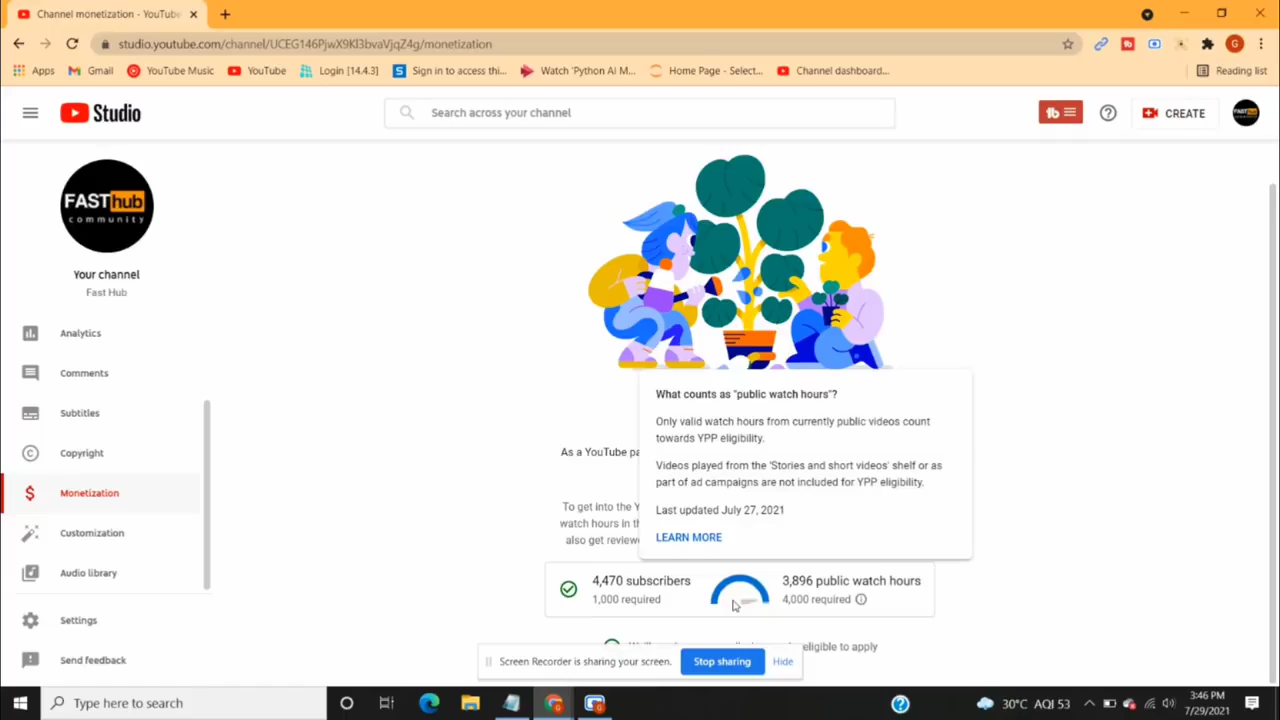 Channel monetization - YouTube
studio.youtube.com/channel/UCEG146PjwX9Kl3bvaVjqZ4g/monetization
G
Apps
Gmail
YouTube Music
YouTube
Login [14.4.3]
S
Sign in to access thi...
Watch 'Python AI M...
Home Page - Select...
Channel dashboard...
Reading list
Studio
Search across your channel
tb
CREATE
FASThub
community
Your channel
Fast Hub
Analytics
Comments
Subtitles
Copyright
Monetization
Customization
Audio library
Settings
Send feedback
What counts as "public watch hours"?
Only valid watch hours from currently public videos count
towards YPP eligibility.
Videos played from the 'Stories and short videos' shelf or as
part of ad campaigns are not included for YPP eligibility.
Last updated July 27, 2021
LEARN MORE
As a YouTube pa
To get into the Y
watch hours in th
also get reviewe
4,470 subscribers
1,000 required
3,896 public watch hours
4,000 required
eligible to apply
Screen Recorder is sharing your screen.
Stop sharing
Hide
Type here to search
30°C AQI 53
3:46 PM
7/29/2021